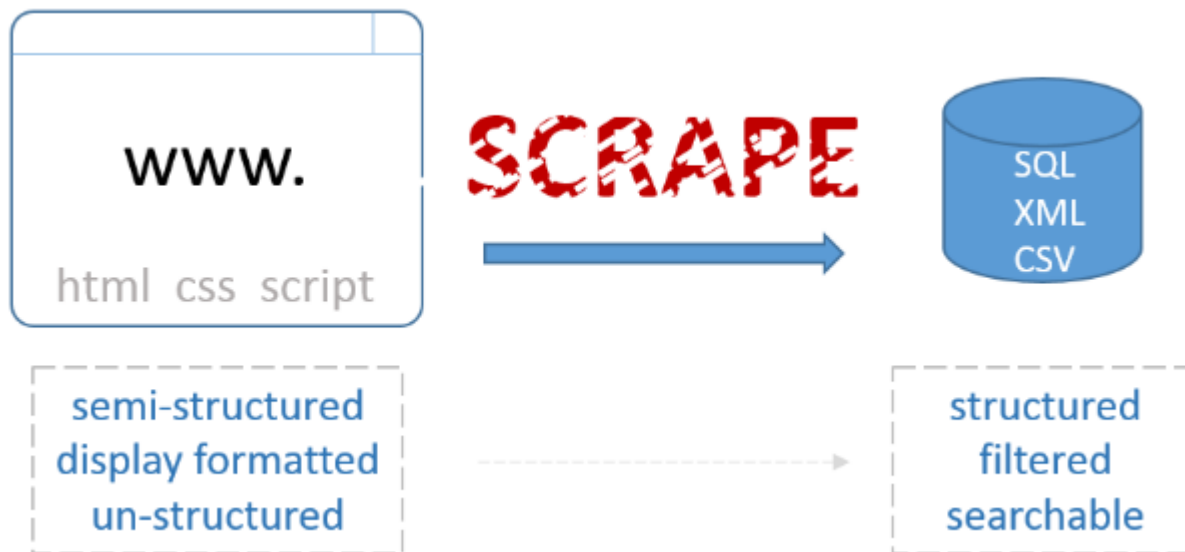 www.
html css script
SCRAPE
SQL
XML
CSV
semi-structured
display formatted
un-structured
structured
filtered
searchable